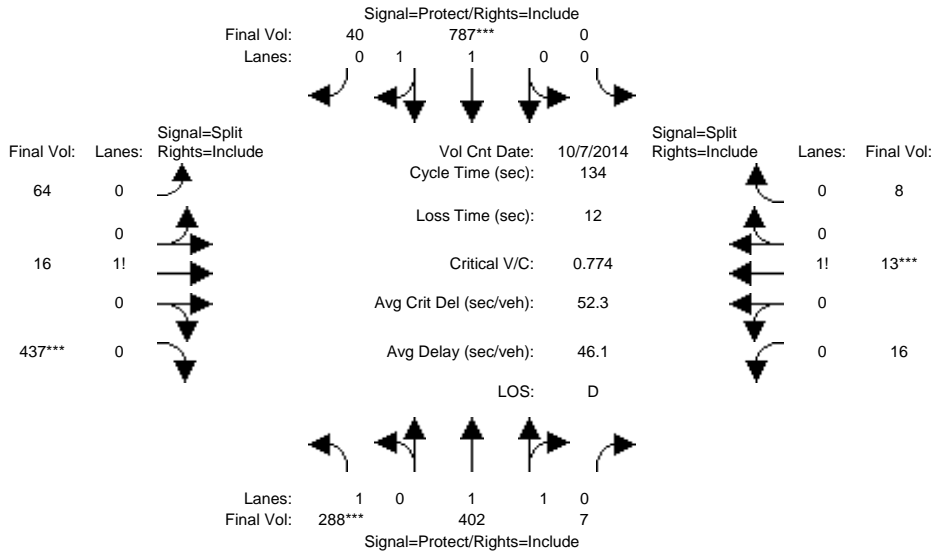 Signal=Protect/Rights=Include
Final Vol: 40 787*** 0
Lanes: 0 1 1 0 0
Signal=Split
Final Vol: Lanes: Rights=Include
Vol Cnt Date: 10/7/2014
Signal=Split
Rights=Include Lanes: Final Vol:
Cycle Time (sec): 134
64 0
0 8
Loss Time (sec): 12
0
0
16 1!
Critical V/C: 0.774
1! 13***
0
Avg Crit Del (sec/veh): 52.3
0
437*** 0
Avg Delay (sec/veh): 46.1
0 16
LOS: D
Lanes: 1 0 1 1 0
Final Vol: 288*** 402 7
Signal=Protect/Rights=Include